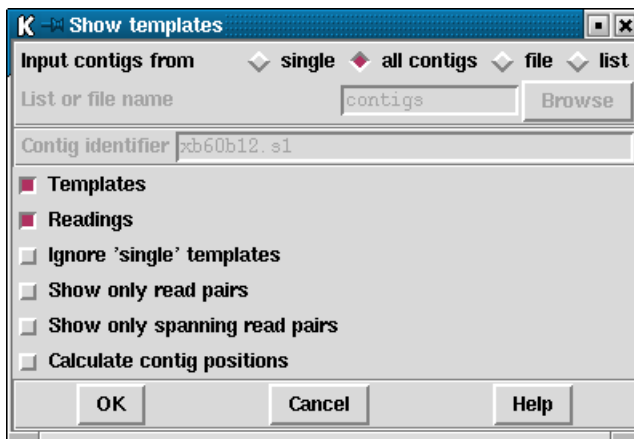 K Show templates
Input contigs from single all contigs file list
List or file name contigs Browse
Contig identifier xb60b12.s1
Templates
Readings
Ignore 'single' templates
Show only read pairs
Show only spanning read pairs
Calculate contig positions
OK Cancel Help